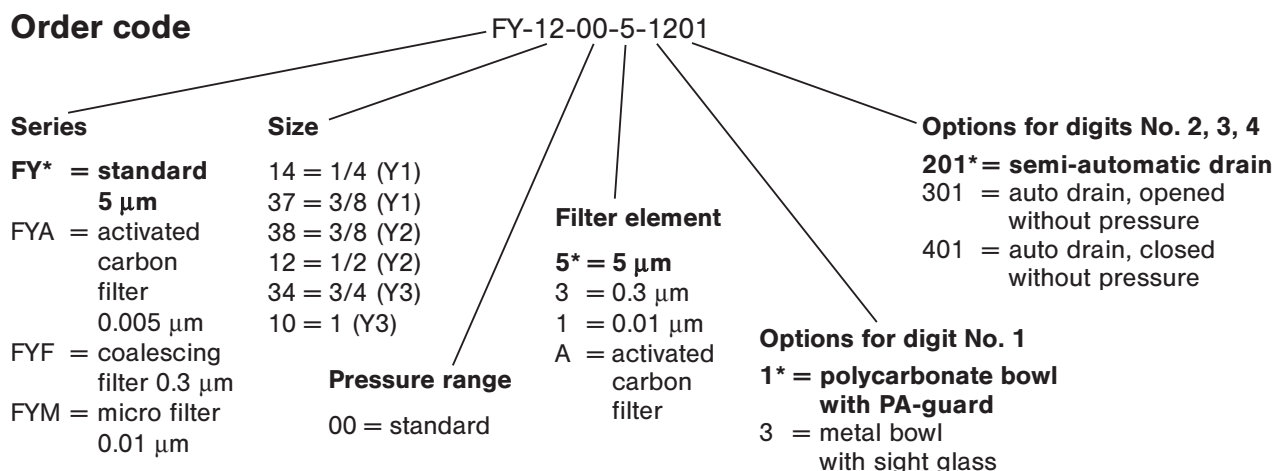 Order code
FY-12-00-5-1201
Series
FY* = standard
5 µm
FYA = activated
carbon
filter
0.005 µm
FYF = coalescing
filter 0.3 µm
FYM = micro filter
0.01 µm
Size
14 = 1/4 (Y1)
37 = 3/8 (Y1)
38 = 3/8 (Y2)
12 = 1/2 (Y2)
34 = 3/4 (Y3)
10 = 1 (Y3)
Pressure range
00 = standard
Filter element
5* = 5 µm
3 = 0.3 µm
1 = 0.01 µm
A = activated
carbon
filter
Options for digit No. 1
1* = polycarbonate bowl
with PA-guard
3 = metal bowl
with sight glass
Options for digits No. 2, 3, 4
201* = semi-automatic drain
301 = auto drain, opened
without pressure
401 = auto drain, closed
without pressure